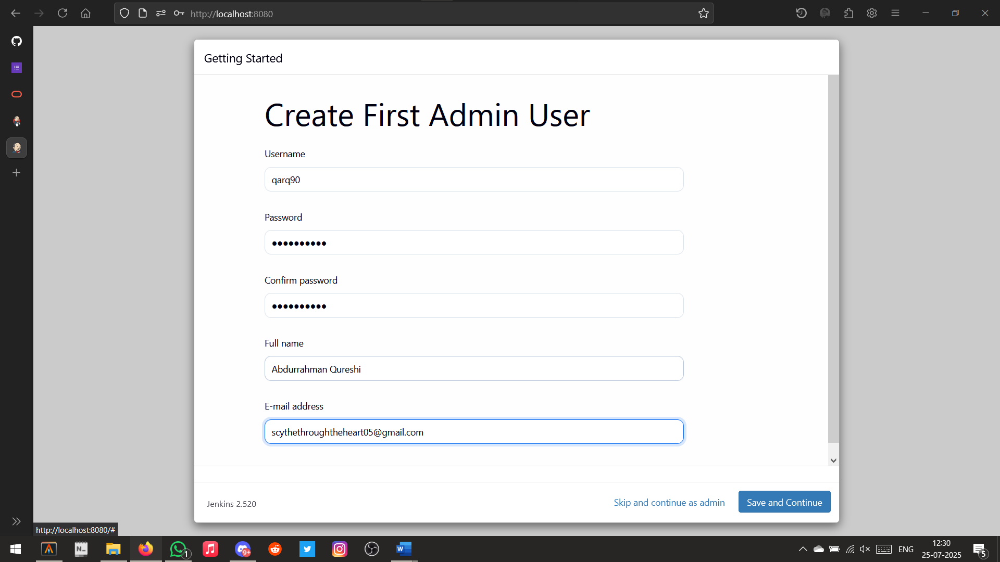 http://localhost:8080
Getting Started
Create First Admin User
Username
qarq90
Password
••••••••••
Confirm password
••••••••••
Full name
Abdurrahman Qureshi
E-mail address
scythethroughtheheart05@gmail.com
Jenkins 2.520
Skip and continue as admin
Save and Continue
http://localhost:8080/#
N_
1
9+
W
ENG
12:30
25-07-2025
5